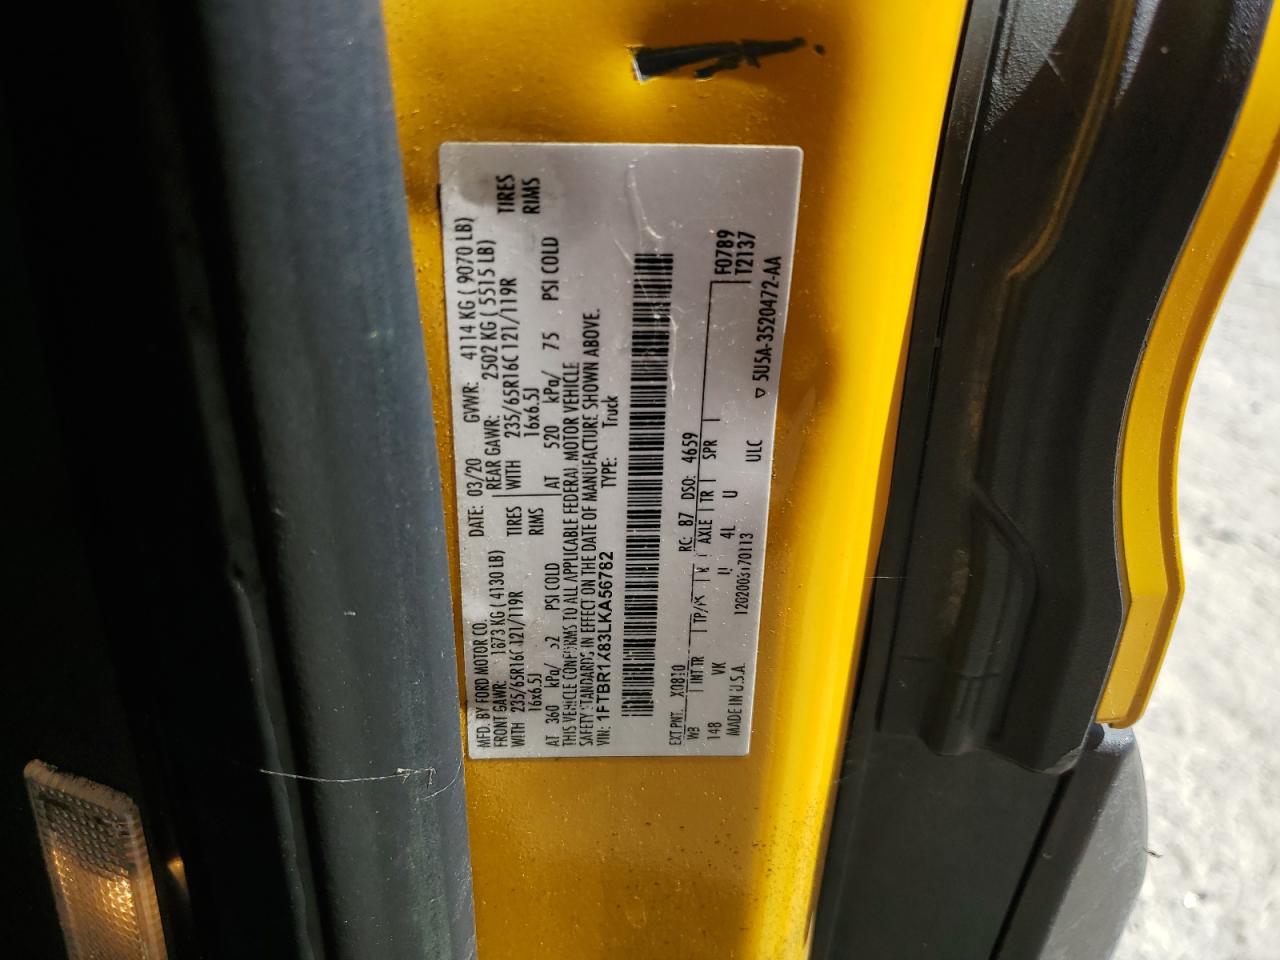 MFD. BY FORD MOTOR CO.
DATE: 03/20 GVWR: 4114 KG ( 9070 LB)
FRONT GAWR: 1873 KG ( 4130 LB) REAR GAWR: 2502 KG ( 5515 LB)
WITH 235/65R16C 121/119R TIRES WITH 235/65R16C 121/119R TIRES
16x6.5J RIMS 16x6.5J RIMS
AT 360 kPa/ 52 PSI COLD AT 520 kPa/ 75 PSI COLD
THIS VEHICLE CONFORMS TO ALL APPLICABLE FEDERAL MOTOR VEHICLE
SAFETY STANDARDS IN EFFECT ON THE DATE OF MANUFACTURE SHOWN ABOVE.
VIN: 1FTBR1X83LKA56782 TYPE: Truck
EXT PNT. X0810 RC: 87 DSO: 4659 F07B9
WB INT TR TP/PS R AXLE TR SPR T2137
148 VK 4L U
MADE IN U.S.A. ULC 5U5A-3520472-AA